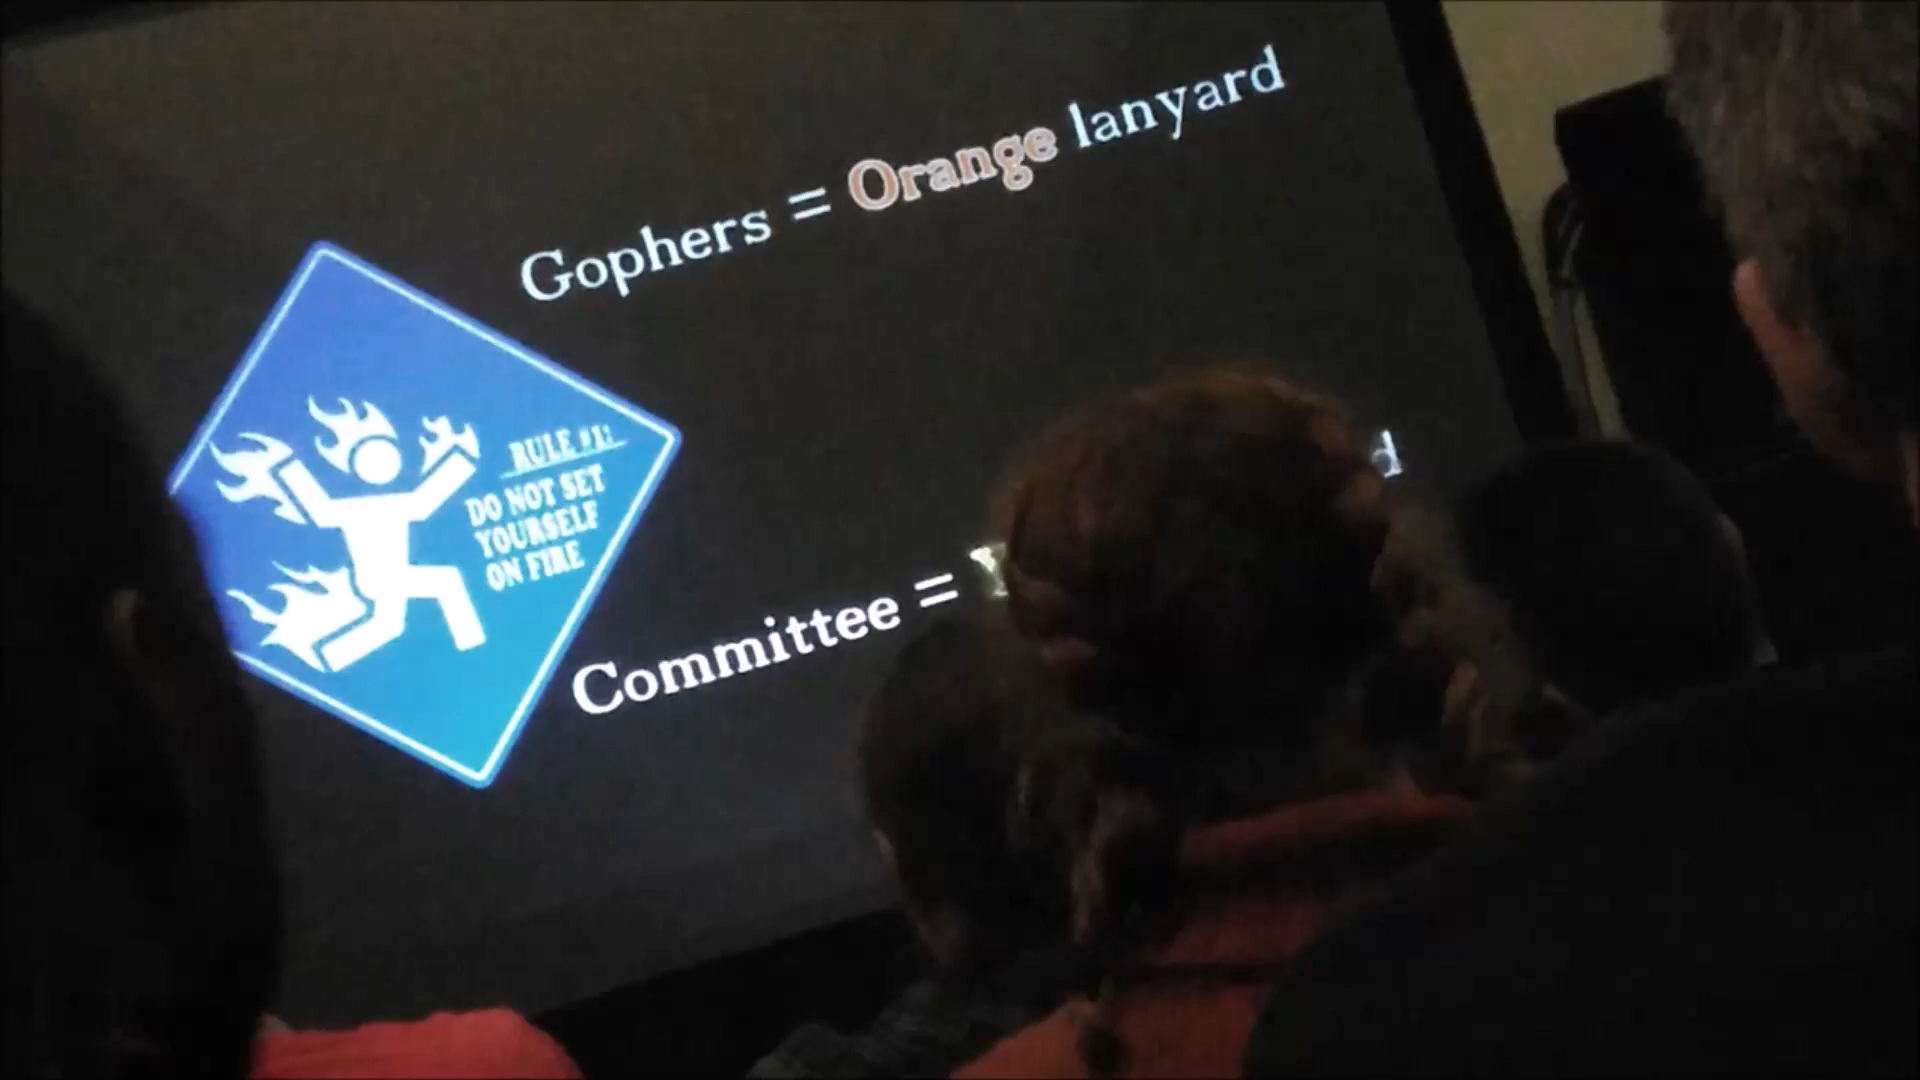 Gophers = Orange lanyard
RULE #1:
DO NOT SET
YOURSELF
ON FIRE
Committee =